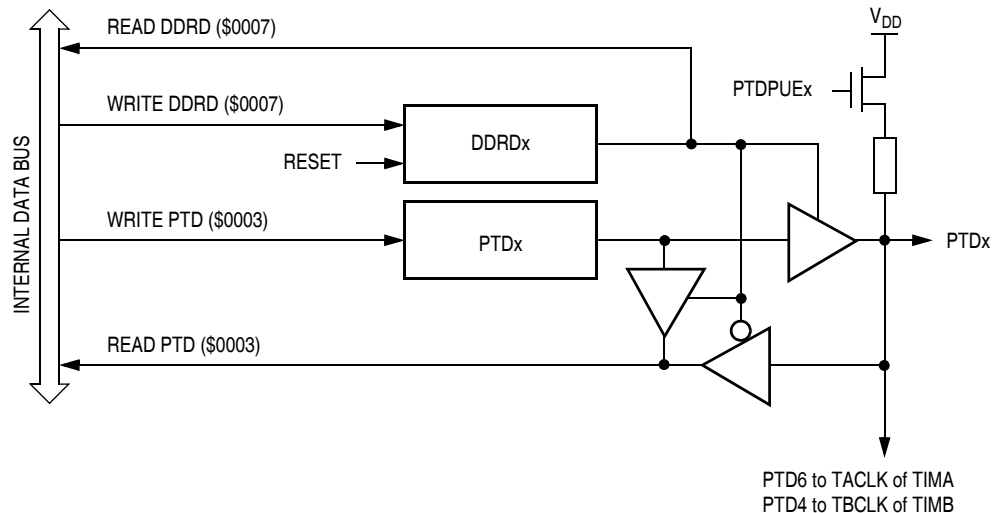 READ DDRD ($0007)
V_DD
PTDPUEx
WRITE DDRD ($0007)
DDRDx
RESET
INTERNAL DATA BUS
WRITE PTD ($0003)
PTDx
PTDx
READ PTD ($0003)
PTD6 to TACLK of TIMA
PTD4 to TBCLK of TIMB